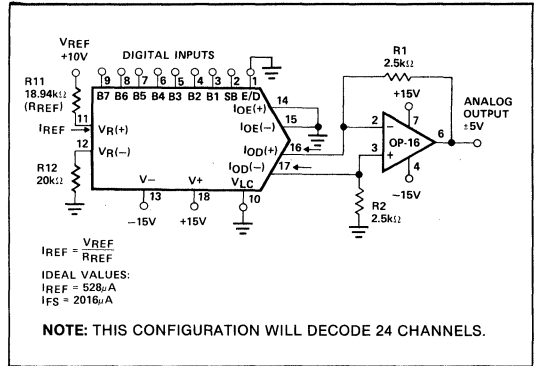 VREF
+10V
DIGITAL INPUTS
R11
18.94kΩ
(RREF)
9 8 7 6 5 4 3 2 1
B7 B6 B5 B4 B3 B2 B1 SB E/D
IOE(+)
14
IOE(-)
15
11
VR(+)
IREF
12
VR(-)
IOD(+)
16
IOD(-)
17
R12
20kΩ
V-
V+
VLC
13
18
10
-15V
+15V
R1
2.5kΩ
+15V
7
2
-
OP-16
6
3
+
4
-15V
R2
2.5kΩ
ANALOG
OUTPUT
±5V
IREF = VREF
RREF
IDEAL VALUES:
IREF = 528µA
IFS = 2016µA
NOTE: THIS CONFIGURATION WILL DECODE 24 CHANNELS.